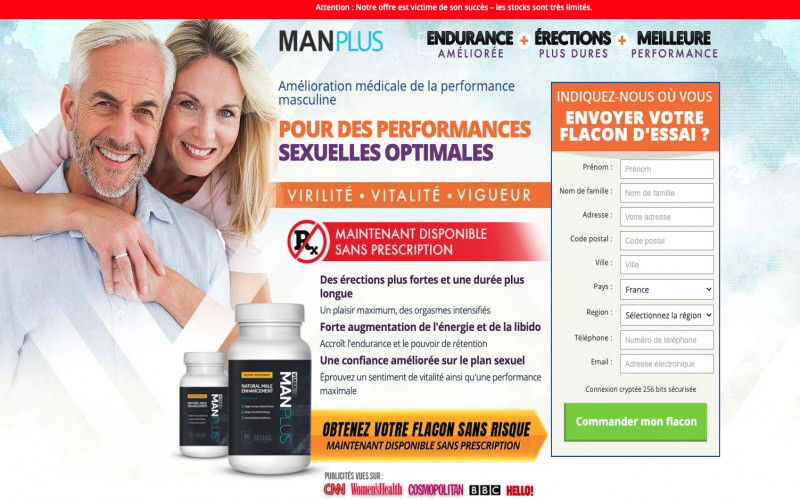 Attention : Notre offre est victime de son succès – les stocks sont très limités.
MANPLUS
ENDURANCE + ÉRECTIONS + MEILLEURE
AMÉLIORÉE PLUS DURES PERFORMANCE
Amélioration médicale de la performance
masculine
POUR DES PERFORMANCES
SEXUELLES OPTIMALES
VIRILITÉ • VITALITÉ • VIGUEUR
Rx
MAINTENANT DISPONIBLE
SANS PRESCRIPTION
Des érections plus fortes et une durée plus
longue
Un plaisir maximum, des orgasmes intensifiés
Forte augmentation de l'énergie et de la libido
Accroît l'endurance et le pouvoir de rétention
Une confiance améliorée sur le plan sexuel
Éprouvez un sentiment de vitalité ainsi qu'une performance
maximale
NATURAL MALE
ENHANCEMENT
MANPLUS
NATURAL MALE
ENHANCEMENT
MANPLUS
OBTENEZ VOTRE FLACON SANS RISQUE
MAINTENANT DISPONIBLE SANS PRESCRIPTION
PUBLICITÉS VUES SUR :
CNN Women'sHealth COSMOPOLITAN BBC HELLO!
INDIQUEZ-NOUS OÙ VOUS
ENVOYER VOTRE
FLACON D'ESSAI ?
Prénom : Prénom
Nom de famille : Nom de famille
Adresse : Votre adresse
Code postal : Code postal
Ville : Ville
Pays : France
Region : Sélectionnez la région
Téléphone : Numéro de téléphone
Email : Adresse électronique
Connexion cryptée 256 bits sécurisée
Commander mon flacon